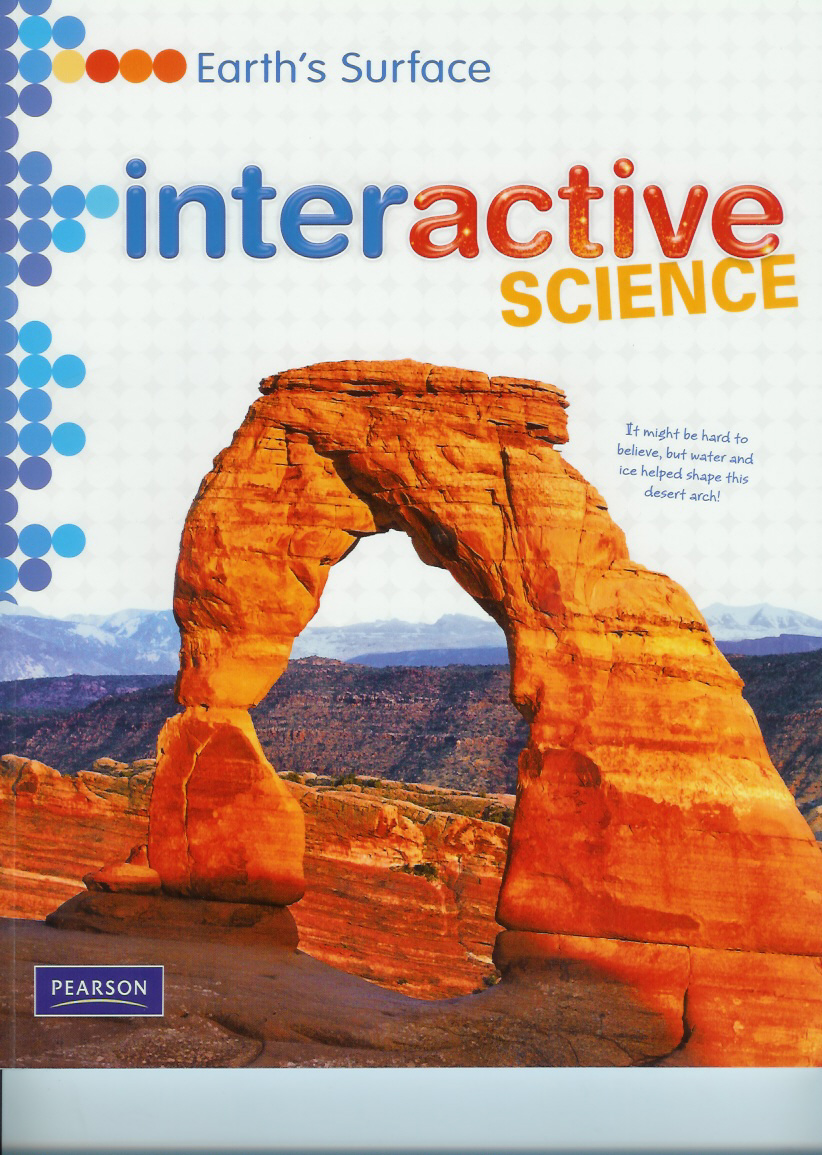 Earth's Surface
interactive
SCIENCE
It might be hard to
believe, but water and
ice helped shape this
desert arch!
PEARSON